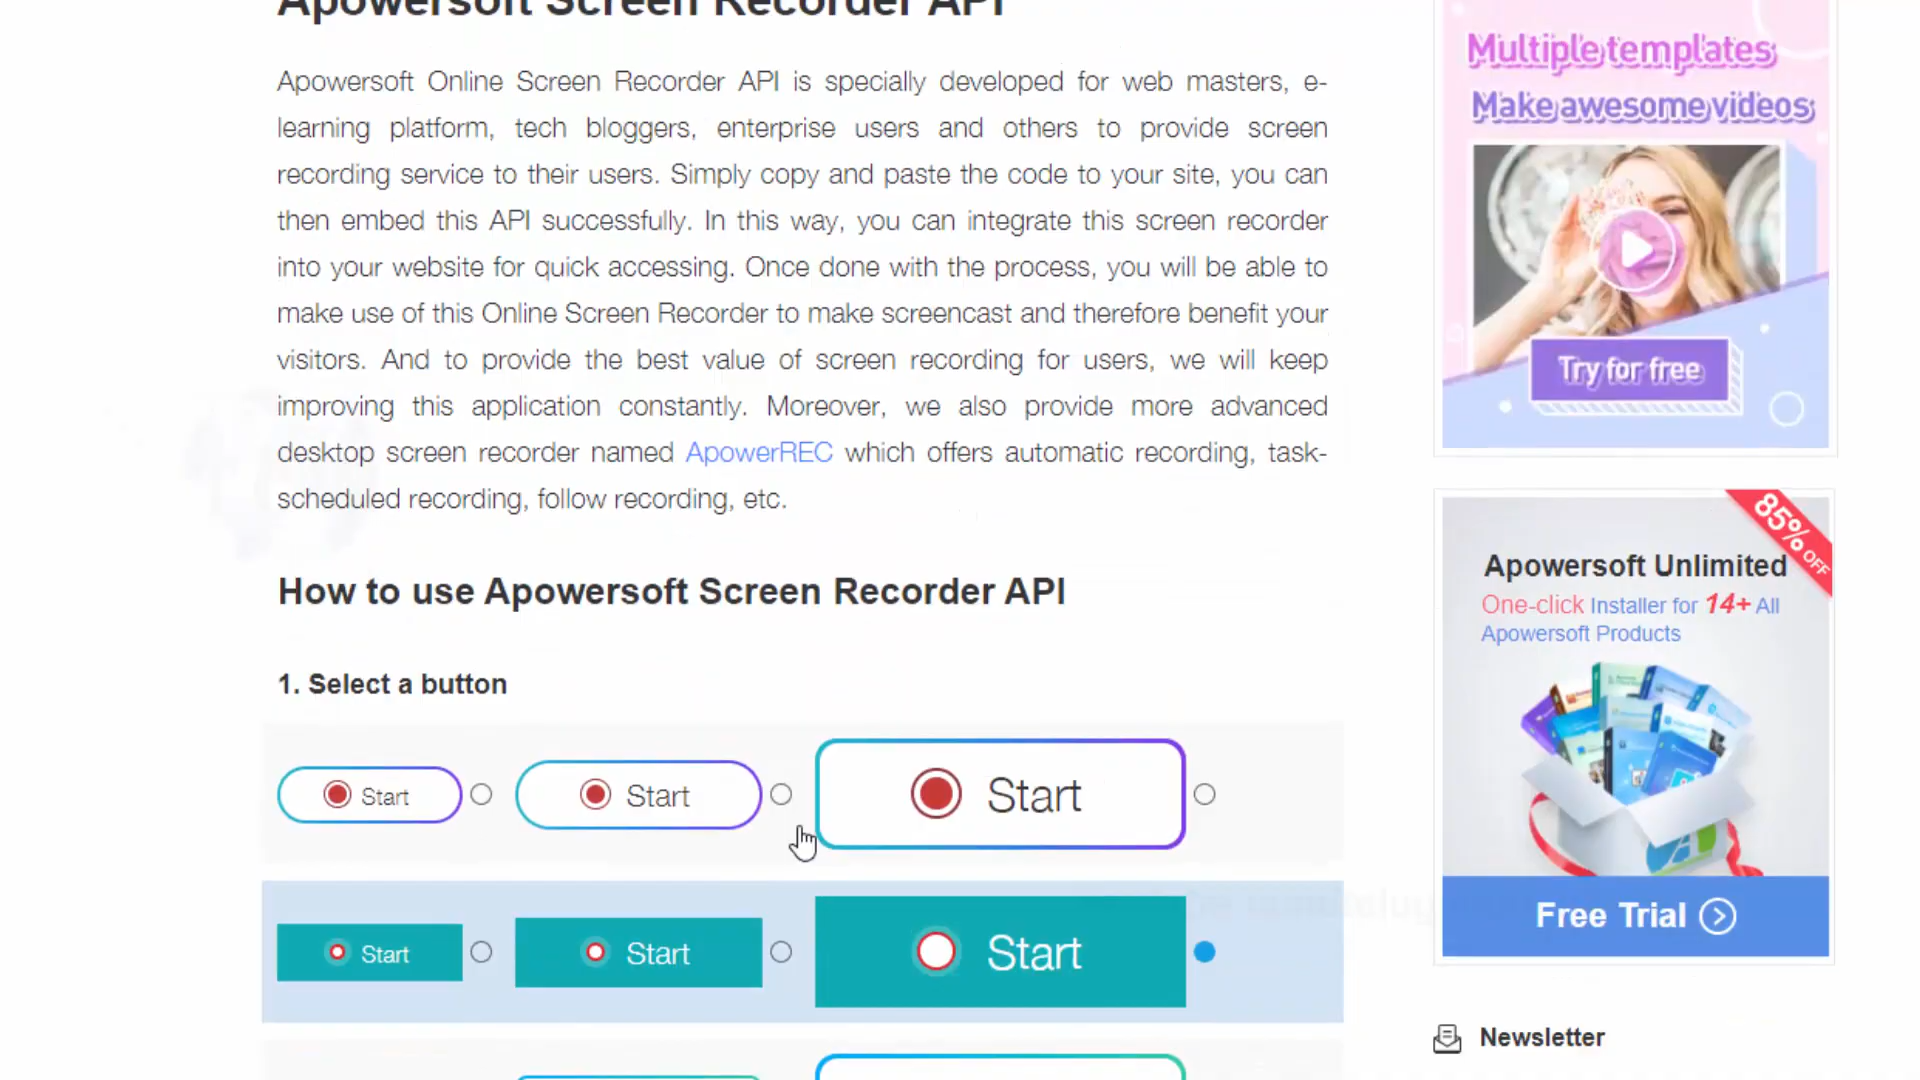 Apowersoft Screen Recorder API
Apowersoft Online Screen Recorder API is specially developed for web masters, e-
learning platform, tech bloggers, enterprise users and others to provide screen
recording service to their users. Simply copy and paste the code to your site, you can
then embed this API successfully. In this way, you can integrate this screen recorder
into your website for quick accessing. Once done with the process, you will be able to
make use of this Online Screen Recorder to make screencast and therefore benefit your
visitors. And to provide the best value of screen recording for users, we will keep
improving this application constantly. Moreover, we also provide more advanced
desktop screen recorder named ApowerREC which offers automatic recording, task-
scheduled recording, follow recording, etc.
How to use Apowersoft Screen Recorder API
1. Select a button
Start
Start
Start
Start
Start
Start
Multiple templates
Make awesome videos
Try for free
85% OFF
Apowersoft Unlimited
One-click Installer for 14+ All
Apowersoft Products
Free Trial
Newsletter